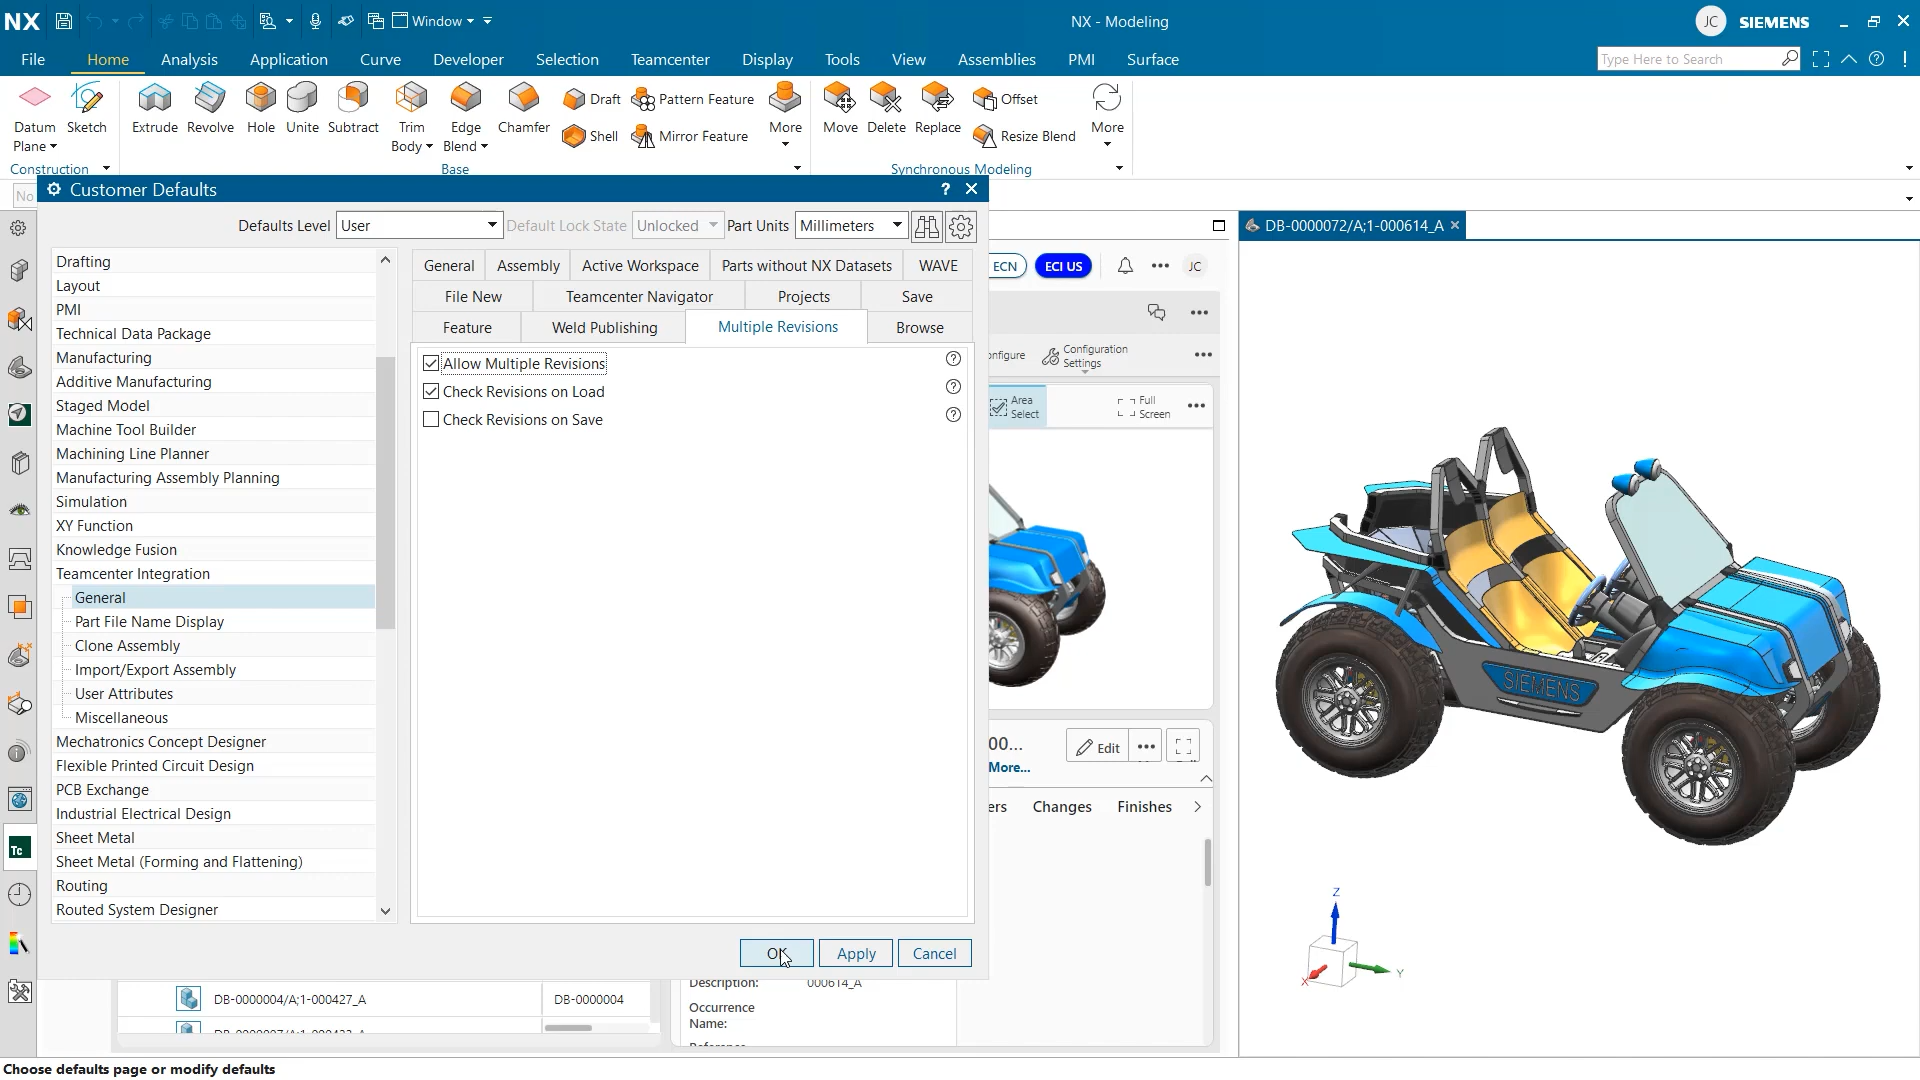 NX
Window
NX - Modeling
JC
SIEMENS
File
Home
Analysis
Application
Curve
Developer
Selection
Teamcenter
Display
Tools
View
Assemblies
PMI
Surface
Type Here to Search
Datum
Plane
Sketch
Extrude
Revolve
Hole
Unite
Subtract
Trim
Body
Edge
Blend
Chamfer
Draft
Shell
Pattern Feature
Mirror Feature
More
Move
Delete
Replace
Offset
Resize Blend
More
Construction
Base
Synchronous Modeling
No
Customer Defaults
?
Defaults Level
User
Default Lock State
Unlocked
Part Units
Millimeters
DB-0000072/A;1-000614_A
Drafting
Layout
PMI
Technical Data Package
Manufacturing
Additive Manufacturing
Staged Model
Machine Tool Builder
Machining Line Planner
Manufacturing Assembly Planning
Simulation
XY Function
Knowledge Fusion
Teamcenter Integration
General
Part File Name Display
Clone Assembly
Import/Export Assembly
User Attributes
Miscellaneous
Mechatronics Concept Designer
Flexible Printed Circuit Design
PCB Exchange
Industrial Electrical Design
Sheet Metal
Sheet Metal (Forming and Flattening)
Routing
Routed System Designer
General
Assembly
Active Workspace
Parts without NX Datasets
WAVE
File New
Teamcenter Navigator
Projects
Save
Feature
Weld Publishing
Multiple Revisions
Browse
Allow Multiple Revisions
Check Revisions on Load
Check Revisions on Save
OK
Apply
Cancel
ECN
ECI US
JC
onfigure
Configuration
Settings
Area
Select
Full
Screen
00...
More...
Edit
ers
Changes
Finishes
SIEMENS
Tc
DB-0000004/A;1-000427_A
DB-0000004
Description:
000614_A
Occurrence
Name:
Z
Y
X
Choose defaults page or modify defaults